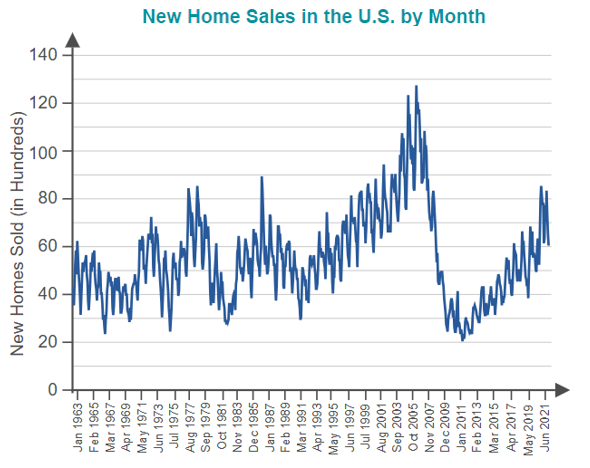 New Home Sales in the U.S. by Month
New Homes Sold (in Hundreds)
140
120
100
80
60
40
20
0
Jan 1963
Feb 1965
Mar 1967
Apr 1969
May 1971
Jun 1973
Jul 1975
Aug 1977
Sep 1979
Oct 1981
Nov 1983
Dec 1985
Jan 1987
Feb 1989
Mar 1991
Apr 1993
May 1995
Jun 1997
Jul 1999
Aug 2001
Sep 2003
Oct 2005
Nov 2007
Dec 2009
Jan 2011
Feb 2013
Mar 2015
Apr 2017
May 2019
Jun 2021